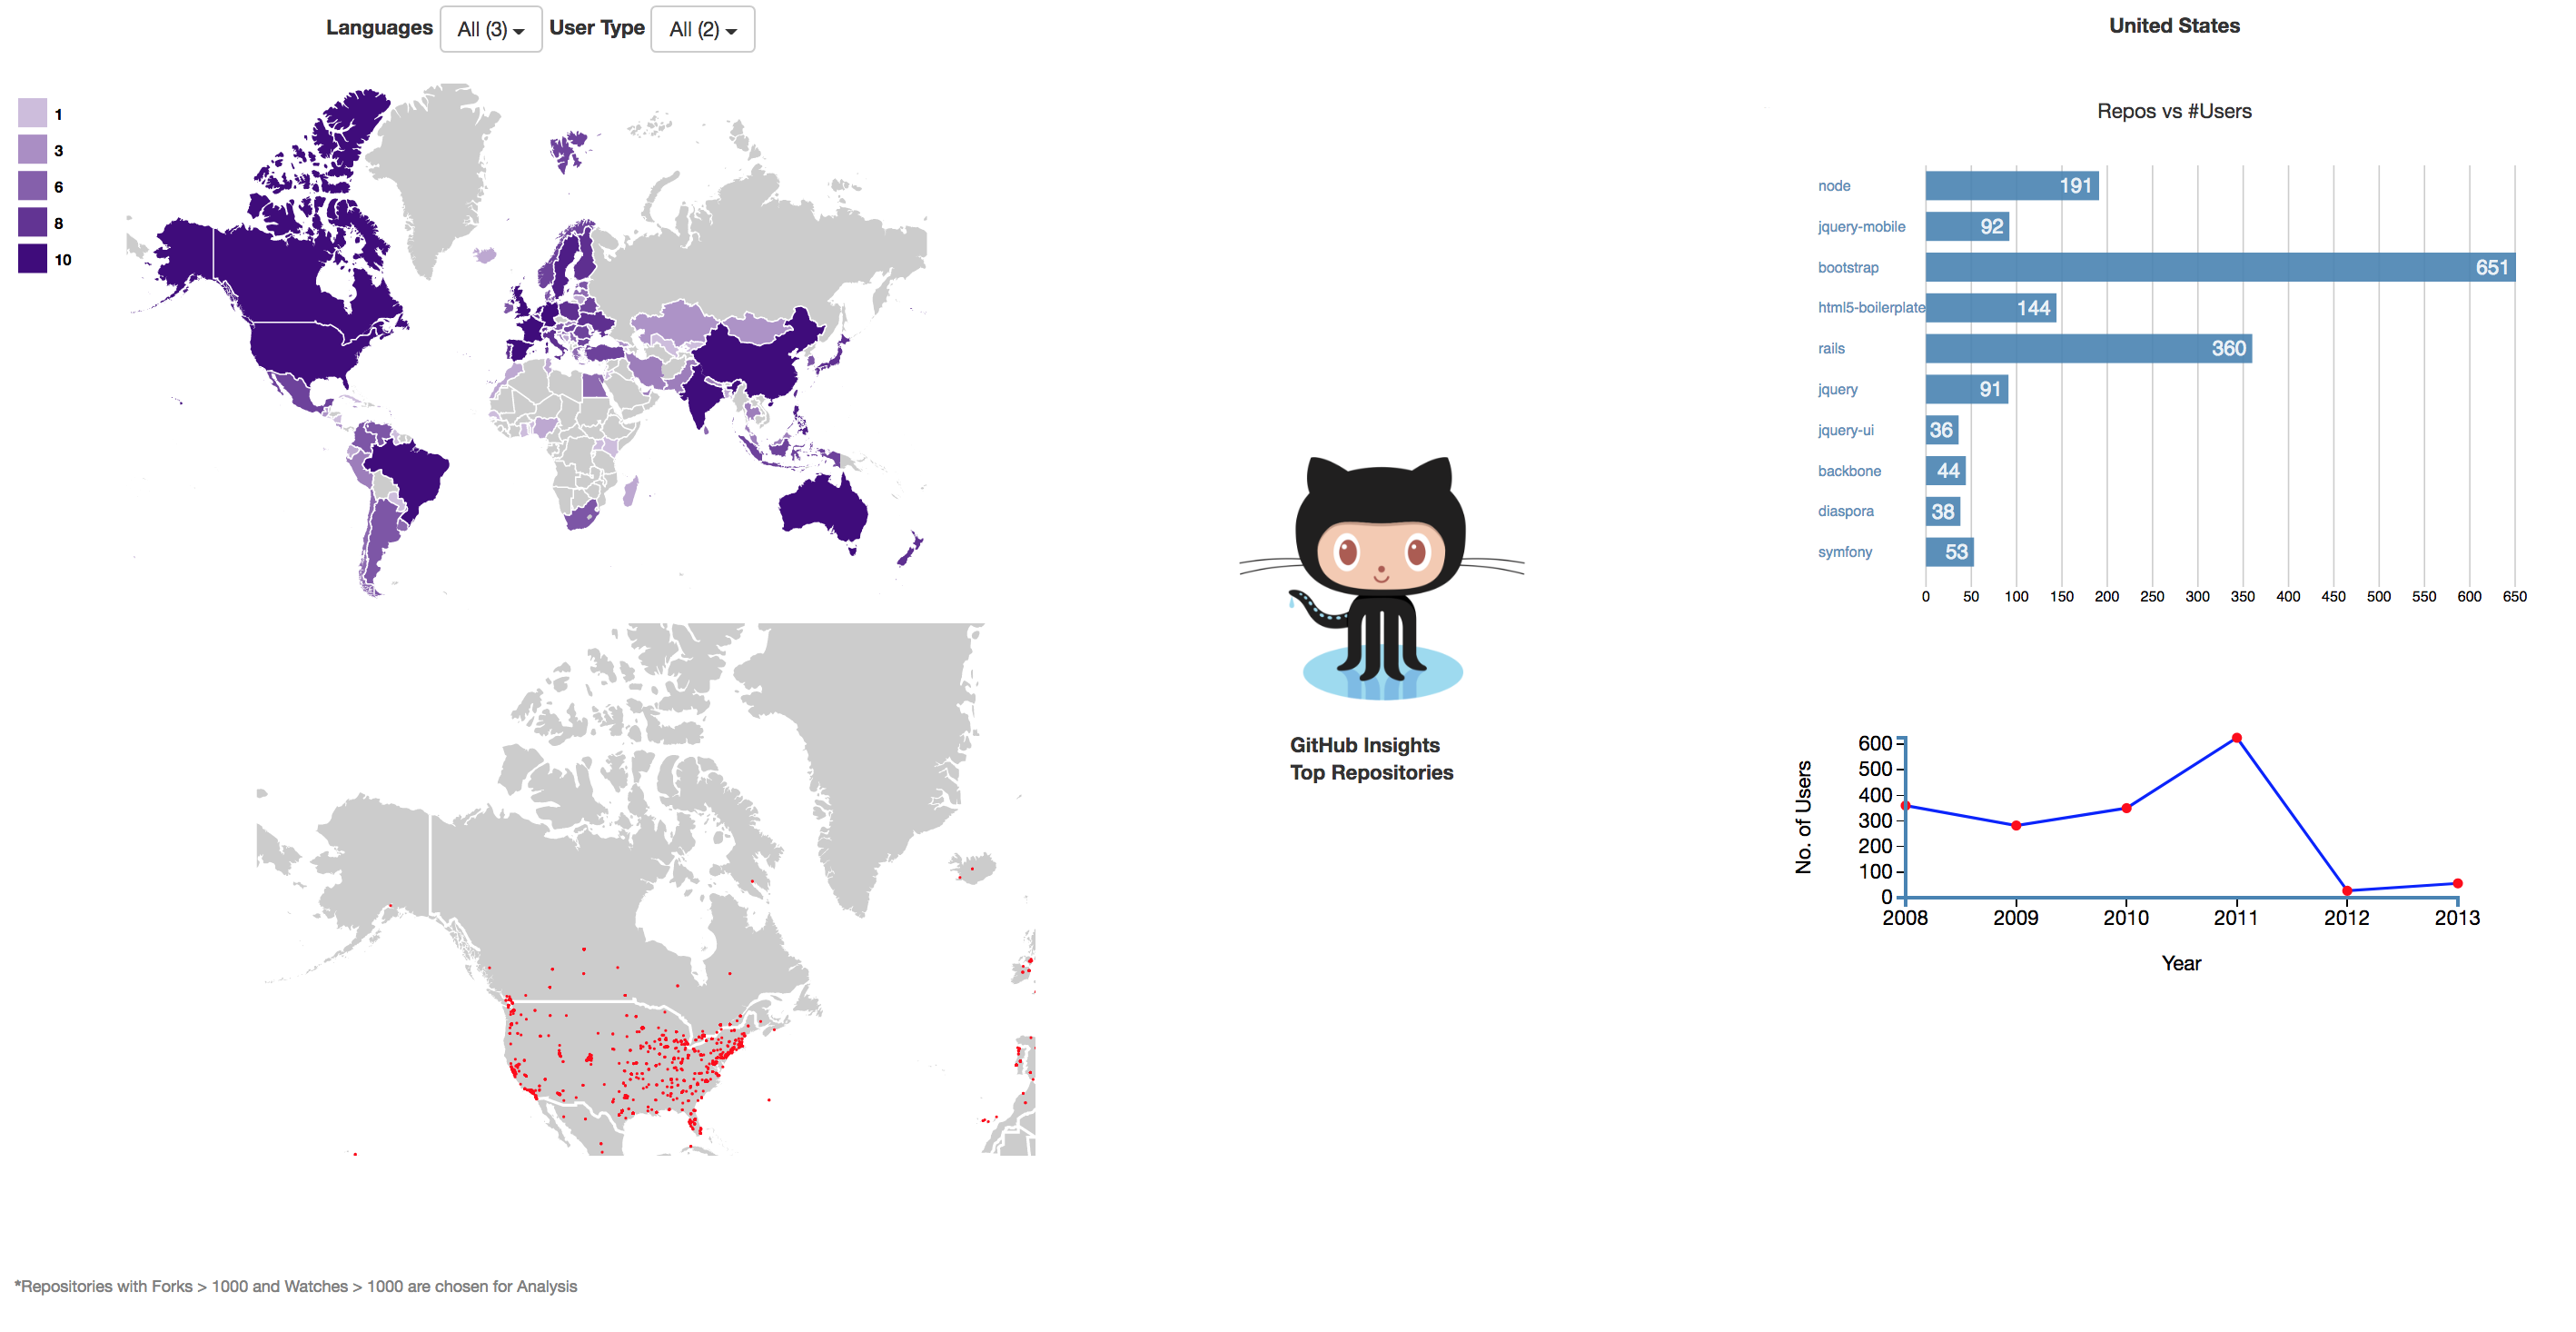 Languages All (3) User Type All (2)
1
3
6
8
10
GitHub Insights
Top Repositories
United States
Repos vs #Users
node 191
jquery-mobile 92
bootstrap 651
html5-boilerplate 144
rails 360
jquery 91
jquery-ui 36
backbone 44
diaspora 38
symfony 53
0 50 100 150 200 250 300 350 400 450 500 550 600 650
No. of Users
600
500
400
300
200
100
0
2008 2009 2010 2011 2012 2013
Year
*Repositories with Forks > 1000 and Watches > 1000 are chosen for Analysis